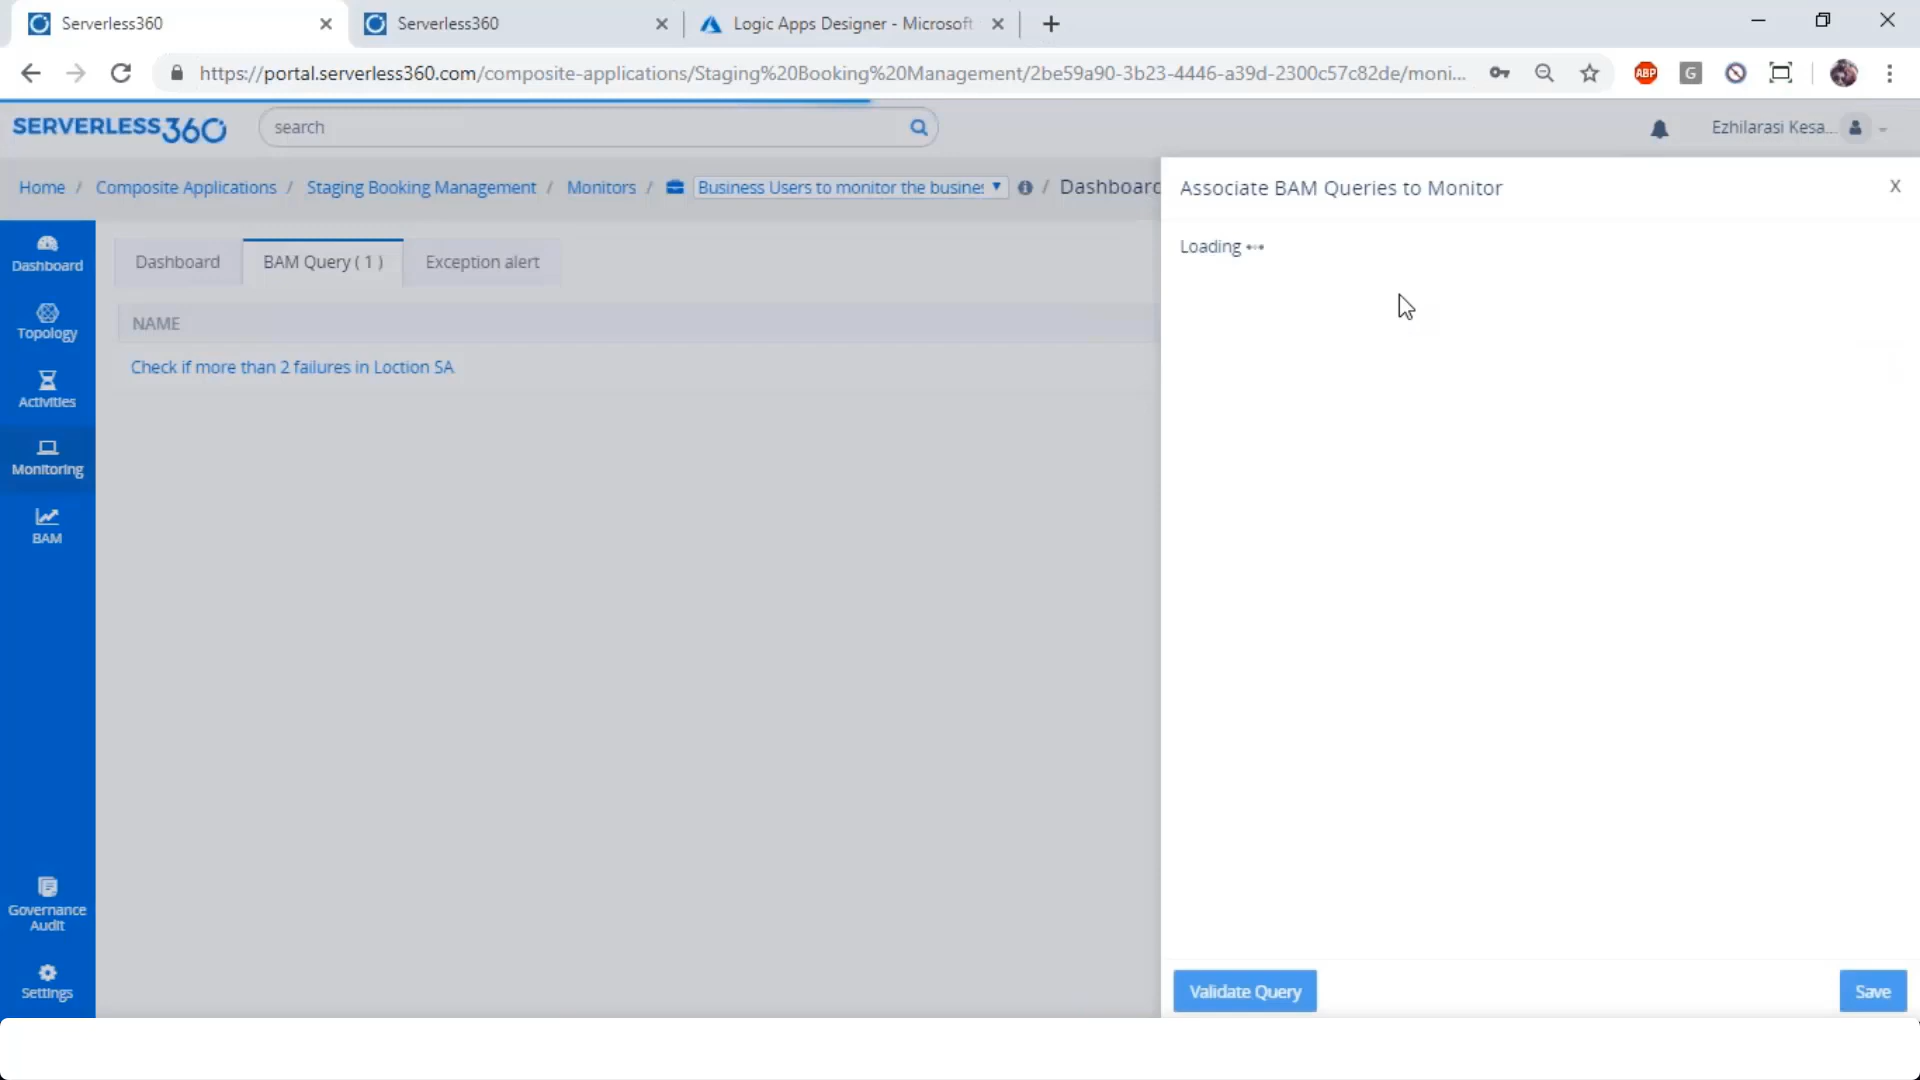 Serverless360
Serverless360
Logic Apps Designer - Microsoft
https://portal.serverless360.com/composite-applications/Staging%20Booking%20Management/2be59a90-3b23-4446-a39d-2300c57c82de/moni...
ABP
G
SERVERLESS360
search
Ezhilarasi Kesa...
Home / Composite Applications / Staging Booking Management / Monitors / Business Users to monitor the busine: / Dashboard
Associate BAM Queries to Monitor
X
Loading
Dashboard
Topology
Activities
Monitoring
BAM
Governance
Audit
Settings
Dashboard
BAM Query ( 1 )
Exception alert
NAME
Check if more than 2 failures in Loction SA
Validate Query
Save